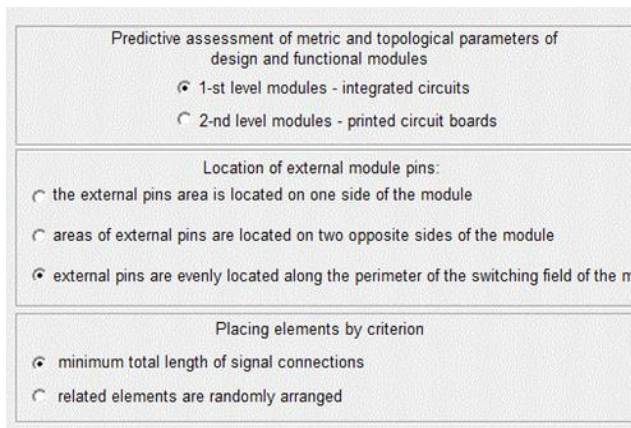 Predictive assessment of metric and topological parameters of
design and functional modules
1-st level modules - integrated circuits
2-nd level modules - printed circuit boards
Location of external module pins:
the external pins area is located on one side of the module
areas of external pins are located on two opposite sides of the module
external pins are evenly located along the perimeter of the switching field of the
Placing elements by criterion
minimum total length of signal connections
related elements are randomly arranged